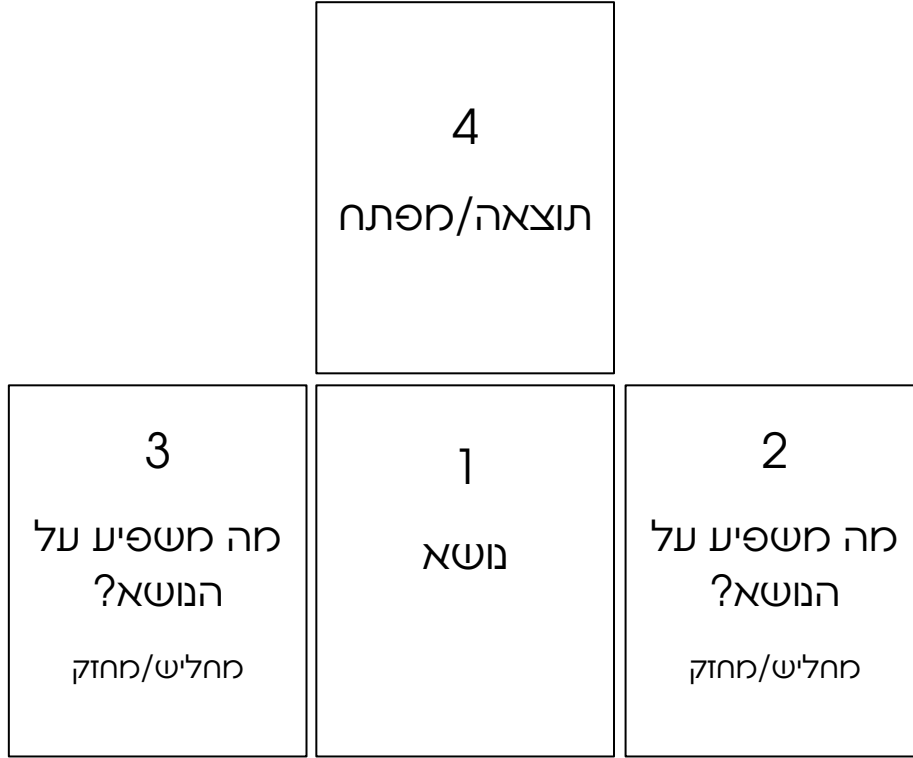 4
תוצאה/מפתח
2
מה משפיע על
הנושא?
מחליש/מחזק
1
נושא
3
מה משפיע על
הנושא?
מחליש/מחזק